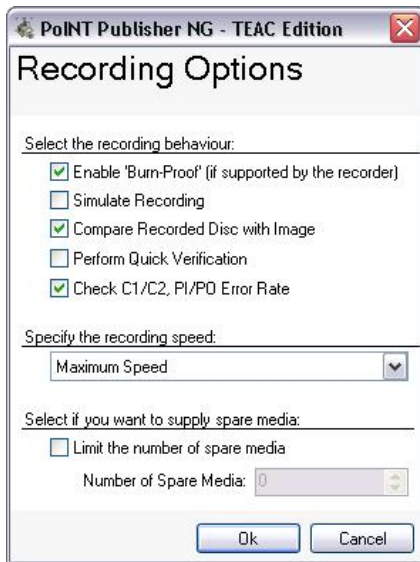 PoINT Publisher NG - TEAC Edition
Recording Options
Select the recording behaviour:
Enable 'Burn-Proof' (if supported by the recorder)
Simulate Recording
Compare Recorded Disc with Image
Perform Quick Verification
Check C1/C2, PI/PO Error Rate
Specify the recording speed:
Maximum Speed
Select if you want to supply spare media:
Limit the number of spare media
Number of Spare Media: 0
Ok Cancel